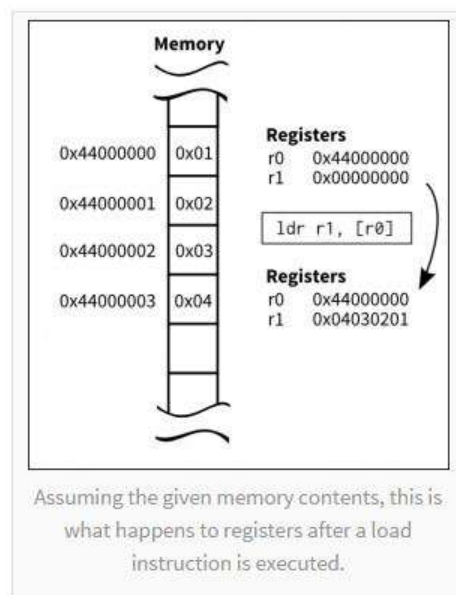 Memory
0x44000000 0x01
0x44000001 0x02
0x44000002 0x03
0x44000003 0x04
Registers
r0 0x44000000
r1 0x00000000
ldr r1, [r0]
Registers
r0 0x44000000
r1 0x04030201
Assuming the given memory contents, this is
what happens to registers after a load
instruction is executed.